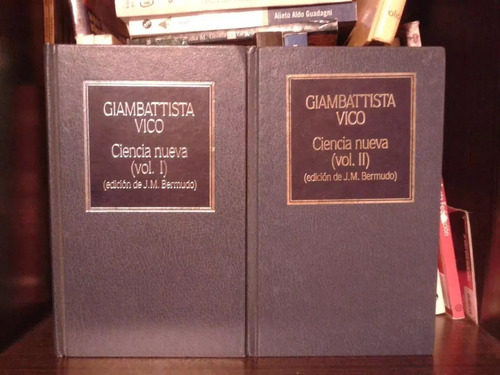 Alieto Aldo Guadagni
GIAMBATTISTA
VICO
Ciencia nueva
(vol. I)
(edición de J.M. Bermudo)
GIAMBATTISTA
VICO
Ciencia nueva
(vol. II)
(edición de J.M. Bermudo)